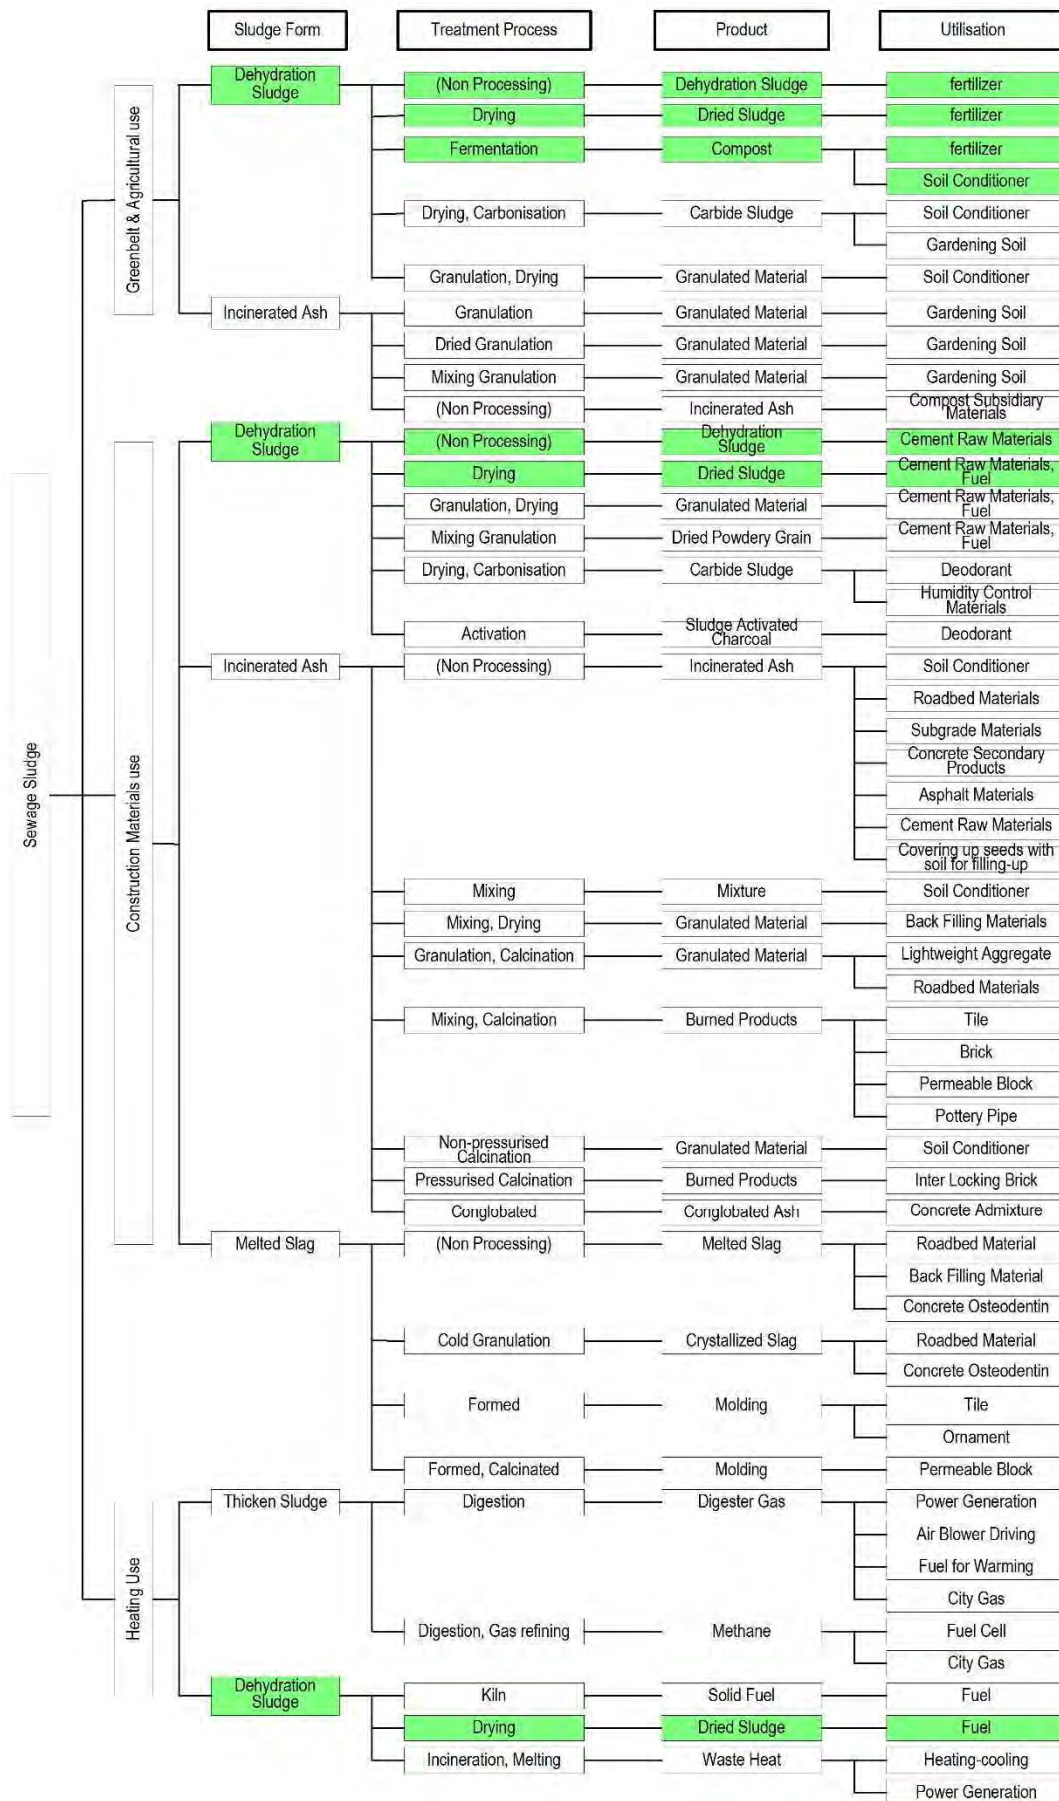 Sludge Form
Treatment Process
Product
Utilisation
Sewage Sludge
Greenbelt & Agricultural use
Dehydration
Sludge
(Non Processing)
Dehydration Sludge
fertilizer
Drying
Dried Sludge
fertilizer
Fermentation
Compost
fertilizer
Soil Conditioner
Drying, Carbonisation
Carbide Sludge
Soil Conditioner
Gardening Soil
Granulation, Drying
Granulated Material
Soil Conditioner
Incinerated Ash
Granulation
Granulated Material
Gardening Soil
Dried Granulation
Granulated Material
Gardening Soil
Mixing Granulation
Granulated Material
Gardening Soil
(Non Processing)
Incinerated Ash
Compost Subsidiary
Materials
Construction Materials use
Dehydration
Sludge
(Non Processing)
Dehydration
Sludge
Cement Raw Materials
Drying
Dried Sludge
Cement Raw Materials,
Fuel
Granulation, Drying
Granulated Material
Cement Raw Materials,
Fuel
Mixing Granulation
Dried Powdery Grain
Cement Raw Materials,
Fuel
Drying, Carbonisation
Carbide Sludge
Deodorant
Humidity Control
Materials
Activation
Sludge Activated
Charcoal
Deodorant
Incinerated Ash
(Non Processing)
Incinerated Ash
Soil Conditioner
Roadbed Materials
Subgrade Materials
Concrete Secondary
Products
Asphalt Materials
Cement Raw Materials
Covering up seeds with
soil for filling-up
Mixing
Mixture
Soil Conditioner
Mixing, Drying
Granulated Material
Back Filling Materials
Granulation, Calcination
Granulated Material
Lightweight Aggregate
Roadbed Materials
Mixing, Calcination
Burned Products
Tile
Brick
Permeable Block
Pottery Pipe
Non-pressurised
Calcination
Granulated Material
Soil Conditioner
Pressurised Calcination
Burned Products
Inter Locking Brick
Conglobated
Conglobated Ash
Concrete Admixture
Melted Slag
(Non Processing)
Melted Slag
Roadbed Material
Back Filling Material
Concrete Osteodentin
Cold Granulation
Crystallized Slag
Roadbed Material
Concrete Osteodentin
Formed
Molding
Tile
Ornament
Formed, Calcinated
Molding
Permeable Block
Heating Use
Thicken Sludge
Digestion
Digester Gas
Power Generation
Air Blower Driving
Fuel for Warming
City Gas
Digestion, Gas refining
Methane
Fuel Cell
City Gas
Dehydration
Sludge
Kiln
Solid Fuel
Fuel
Drying
Dried Sludge
Fuel
Incineration, Melting
Waste Heat
Heating-cooling
Power Generation